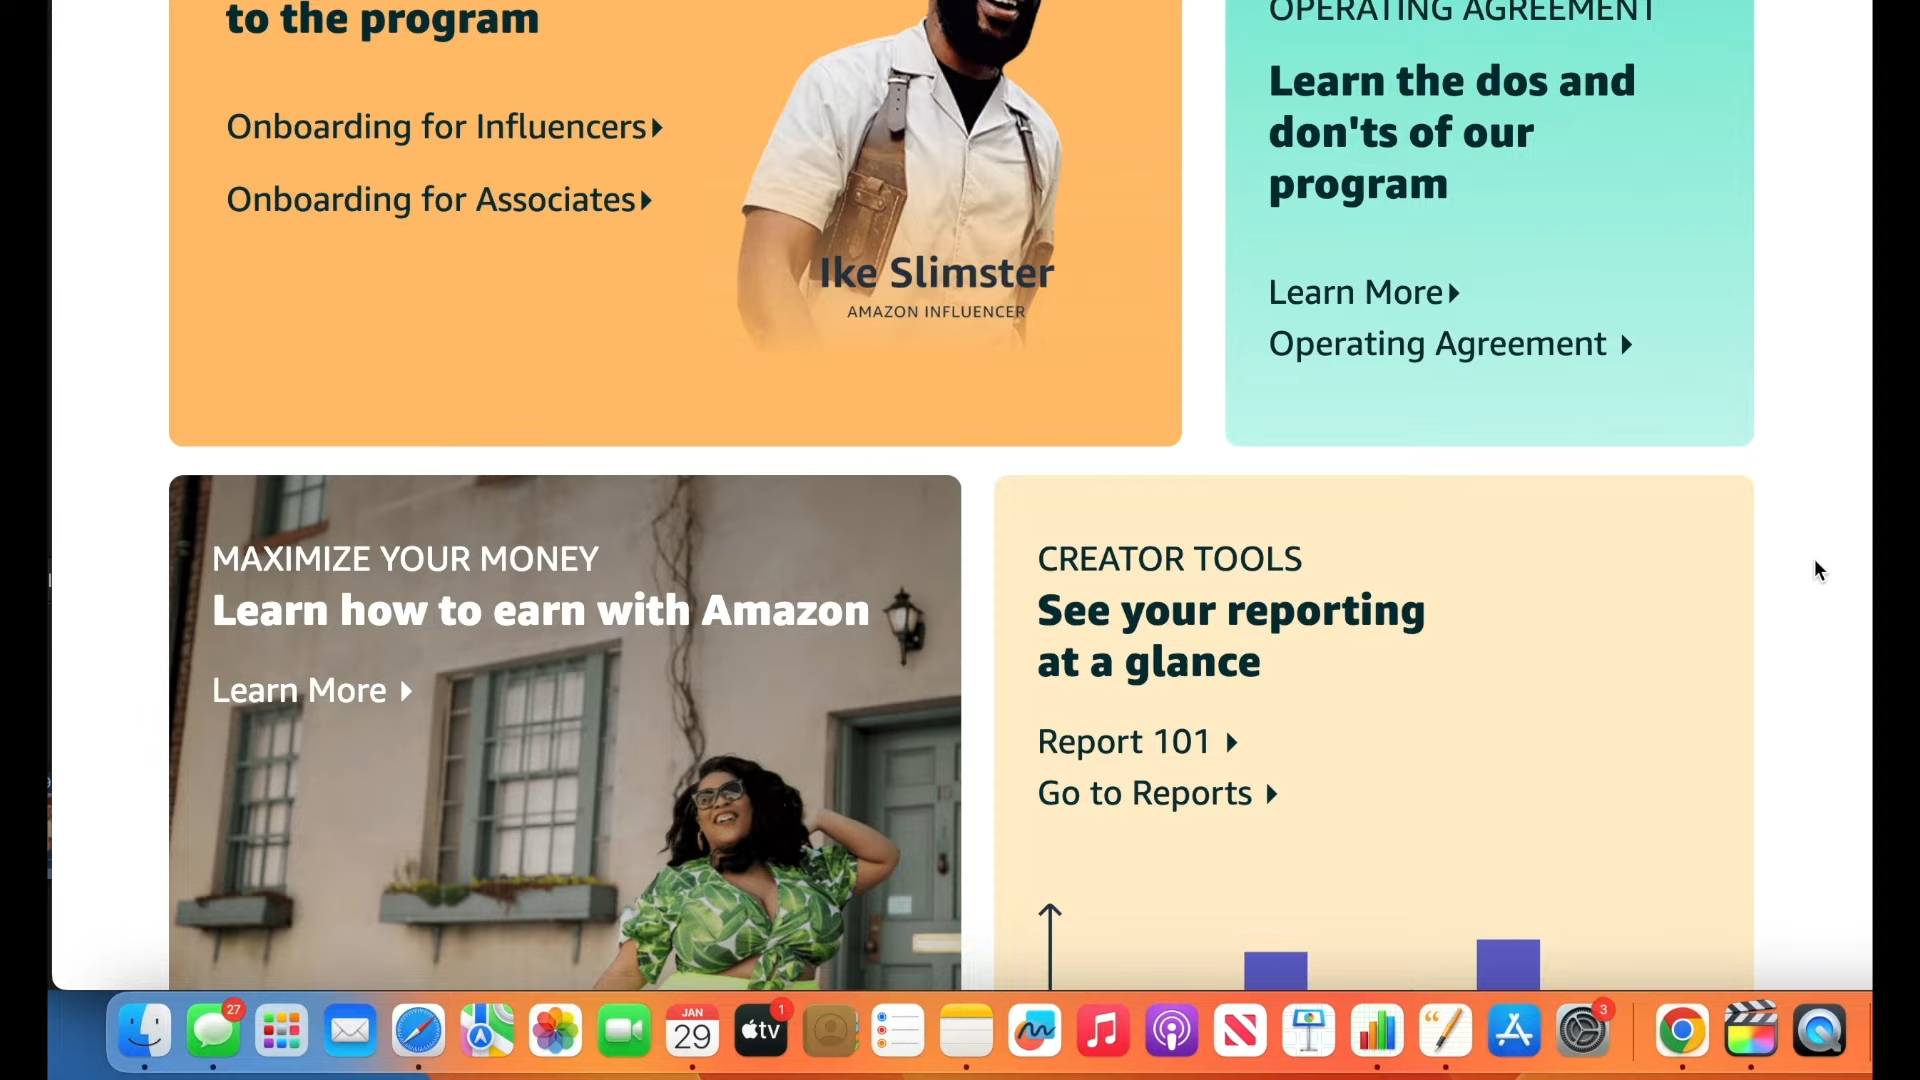 to the program
Onboarding for Influencers
Onboarding for Associates
Ike Slimster
AMAZON INFLUENCER
OPERATING AGREEMENT
Learn the dos and
don'ts of our
program
Learn More
Operating Agreement
MAXIMIZE YOUR MONEY
Learn how to earn with Amazon
Learn More
CREATOR TOOLS
See your reporting
at a glance
Report 101
Go to Reports
27
JAN
29
tv
1
3